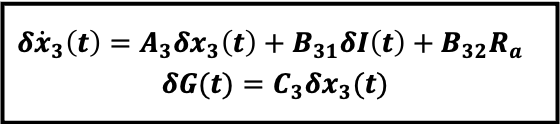 δẋ₃(t) = A₃δx₃(t) + B₃₁δI(t) + B₃₂Rₐ
δG(t) = C₃δx₃(t)